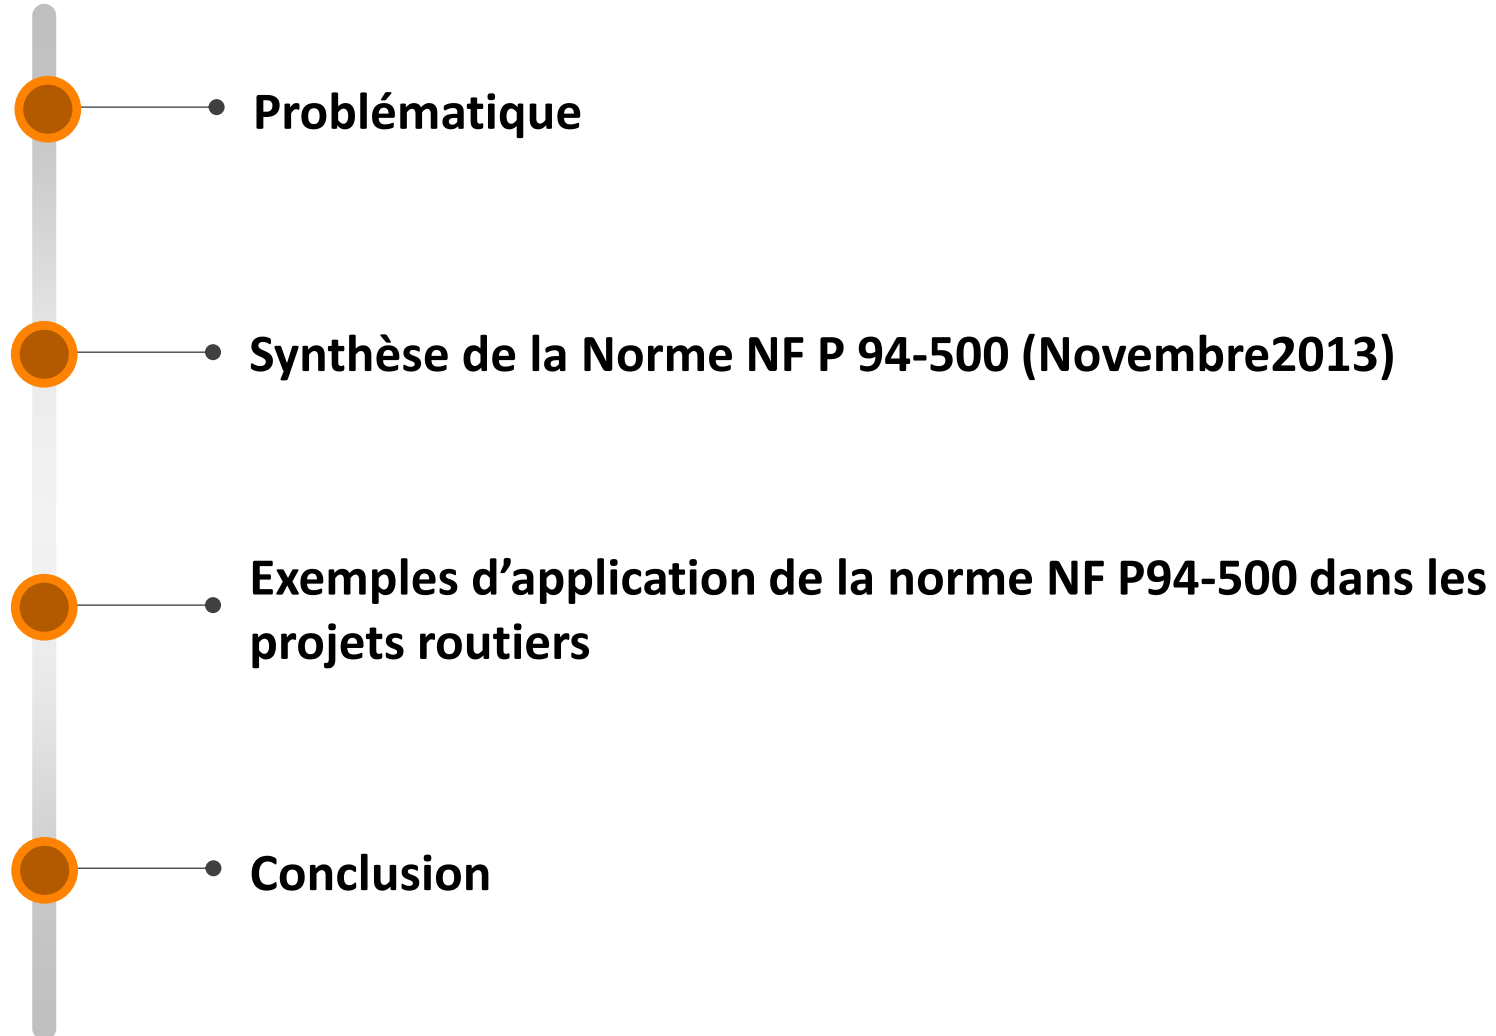 Problématique
Synthèse de la Norme NF P 94-500 (Novembre2013)
Exemples d’application de la norme NF P94-500 dans les
projets routiers
Conclusion